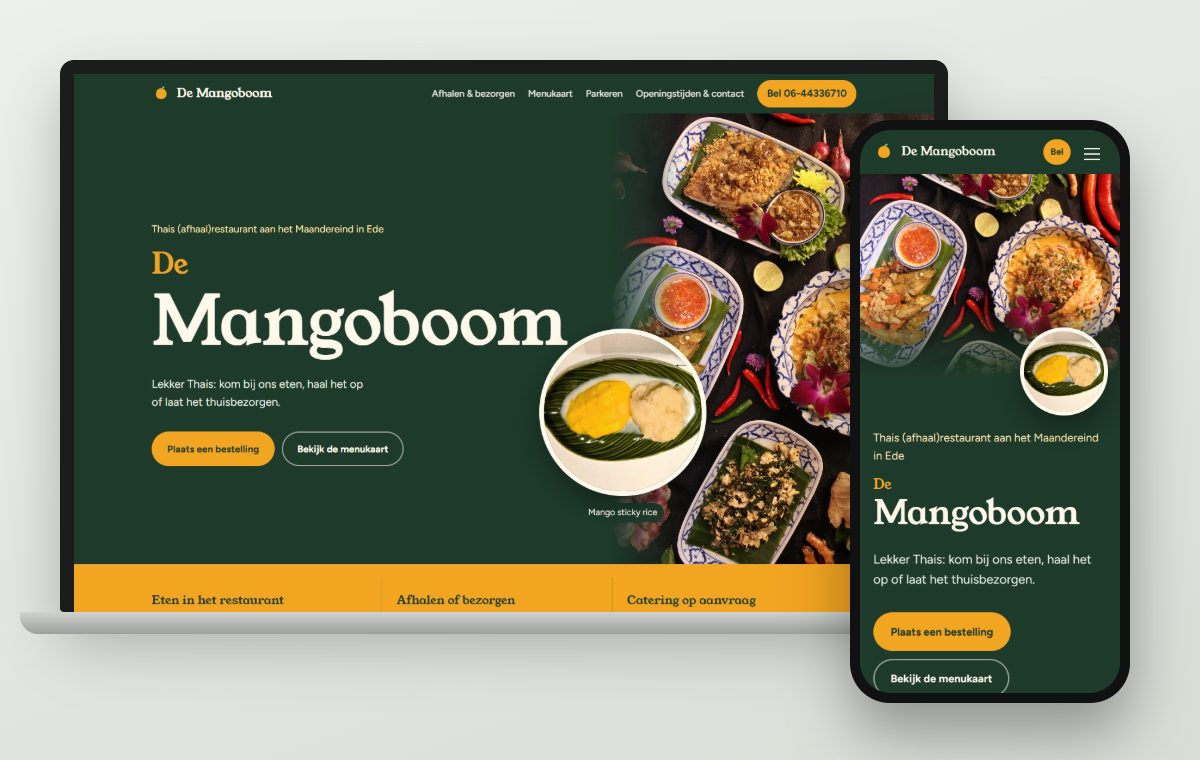 De Mangoboom
Afhalen & bezorgen
Menukaart
Parkeren
Openingstijden & contact
Bel 06-44336710
Thais (afhaal)restaurant aan het Maandereind in Ede
De
Mangoboom
Lekker Thais: kom bij ons eten, haal het op
of laat het thuisbezorgen.
Plaats een bestelling
Bekijk de menukaart
Mango sticky rice
Eten in het restaurant
Afhalen of bezorgen
Catering op aanvraag
De Mangoboom
Bel
Thais (afhaal)restaurant aan het Maandereind
in Ede
De
Mangoboom
Lekker Thais: kom bij ons eten, haal het
op of laat het thuisbezorgen.
Plaats een bestelling
Bekijk de menukaart